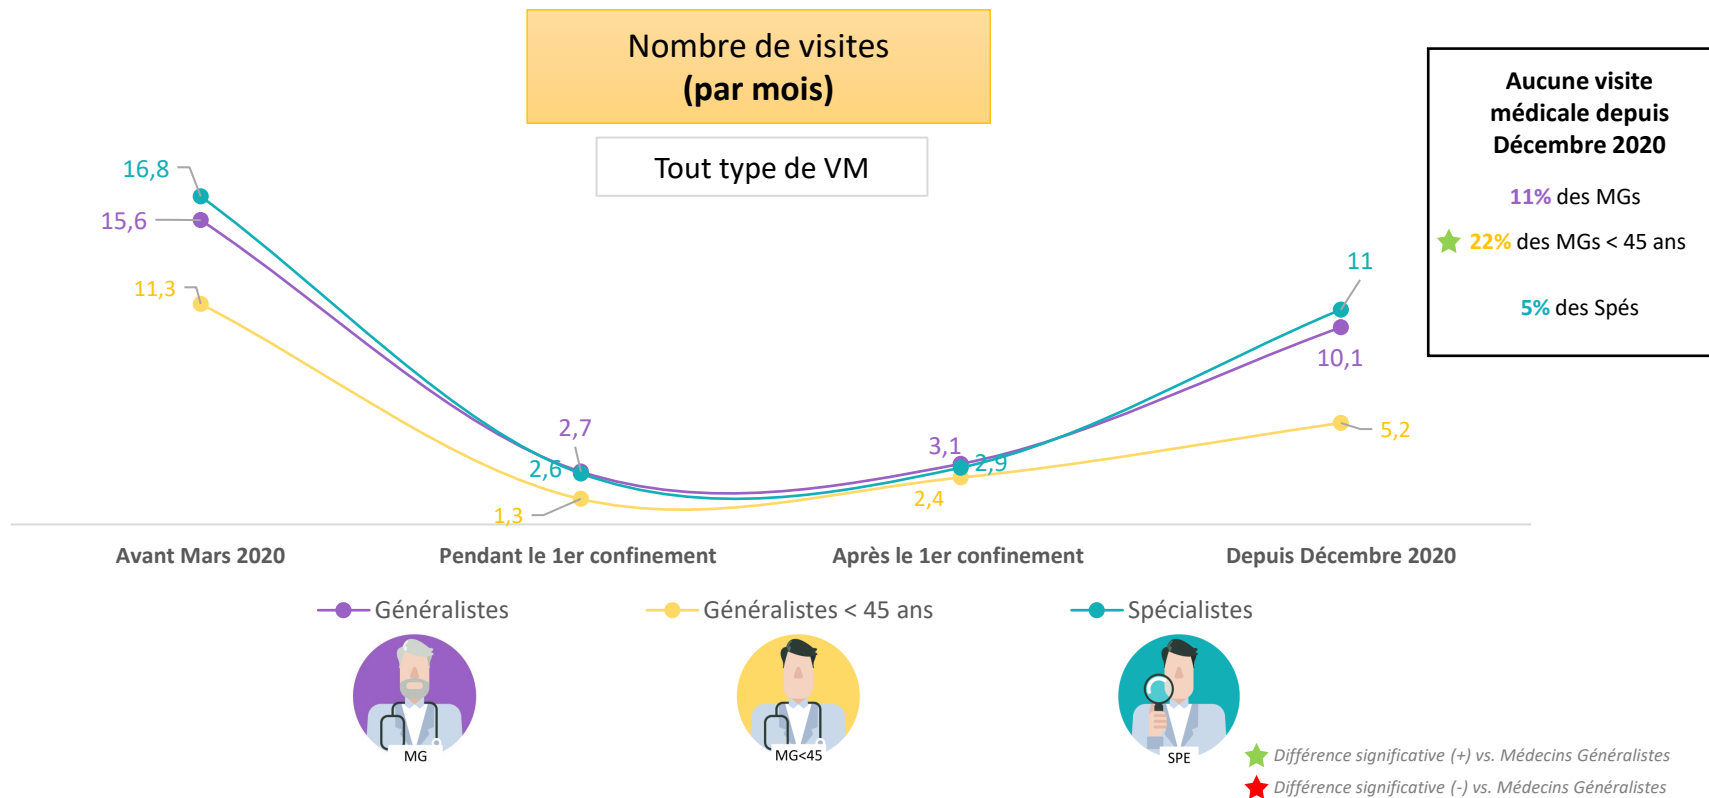 Nombre de visites
(par mois)
Tout type de VM
Aucune visite
médicale depuis
Décembre 2020
11% des MGs
22% des MGs < 45 ans
5% des Spés
16,8
15,6
11,3
2,7
2,6
1,3
3,1
2,9
2,4
11
10,1
5,2
Avant Mars 2020
Pendant le 1er confinement
Après le 1er confinement
Depuis Décembre 2020
Généralistes
Généralistes < 45 ans
Spécialistes
MG
MG<45
SPE
Différence significative (+) vs. Médecins Généralistes
Différence significative (-) vs. Médecins Généralistes